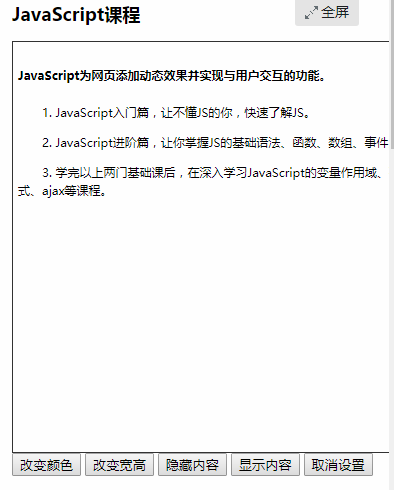 JavaScript课程
全屏
JavaScript为网页添加动态效果并实现与用户交互的功能。
1. JavaScript入门篇，让不懂JS的你，快速了解JS。
2. JavaScript进阶篇，让你掌握JS的基础语法、函数、数组、事件
3. 学完以上两门基础课后，在深入学习JavaScript的变量作用域、
式、ajax等课程。
改变颜色 改变宽高 隐藏内容 显示内容 取消设置